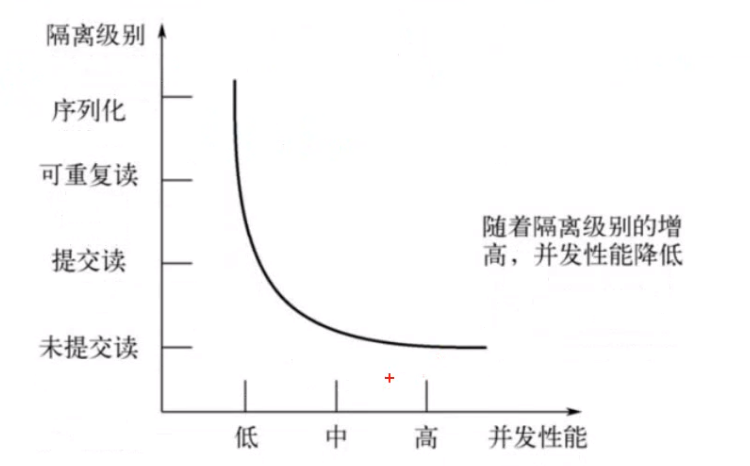 隔离级别
序列化
可重复读
提交读
未提交读
随着隔离级别的增
高，并发性能降低
低
中
高
并发性能